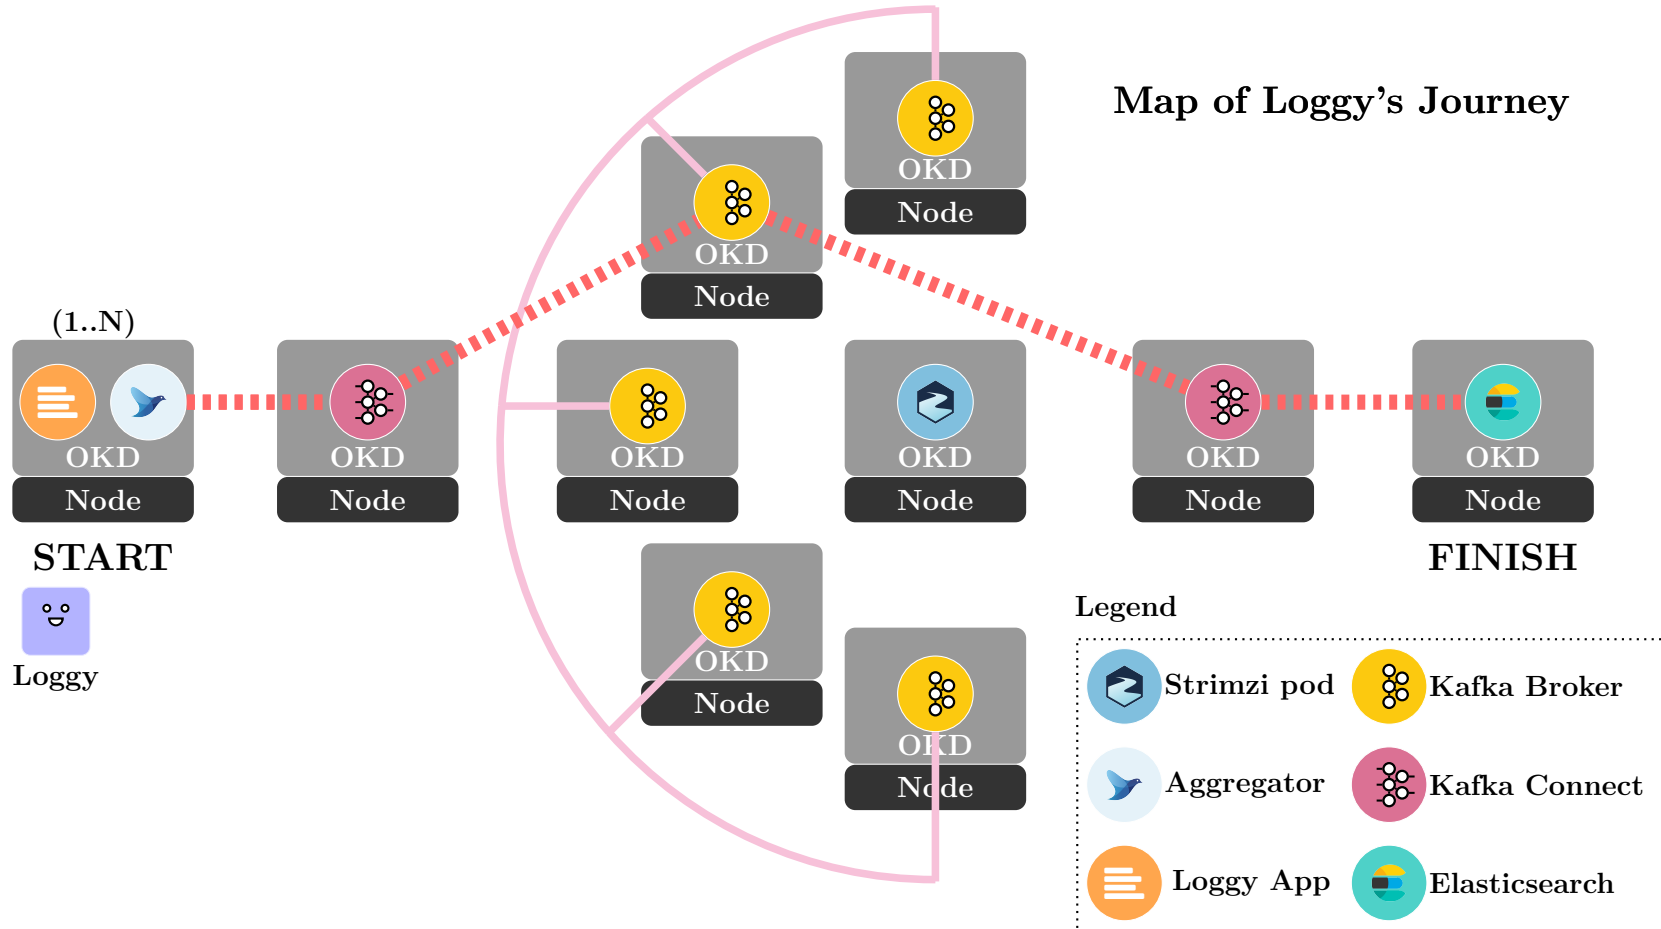 Map of Loggy's Journey
OKD
Node
OKD
Node
(1..N)
OKD
Node
OKD
Node
OKD
Node
OKD
Node
OKD
Node
OKD
Node
START
FINISH
Loggy
OKD
Node
OKD
Node
Legend
Strimzi pod
Kafka Broker
Aggregator
Kafka Connect
Loggy App
Elasticsearch